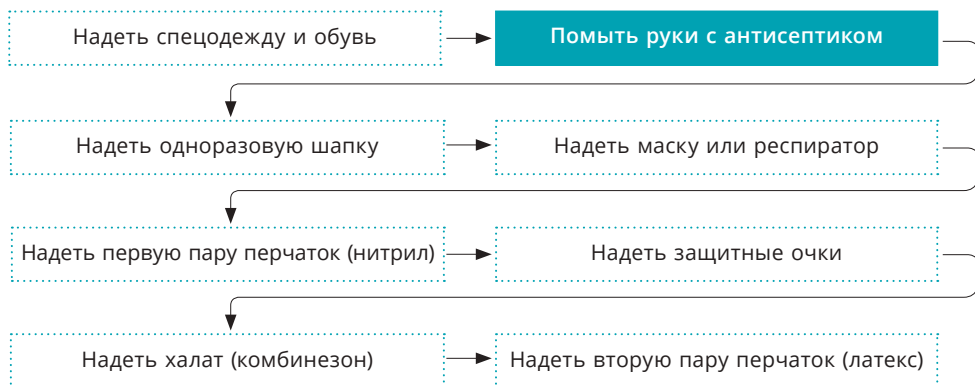 Надеть спецодежду и обувь
Помыть руки с антисептиком
Надеть одноразовую шапку
Надеть маску или респиратор
Надеть первую пару перчаток (нитрил)
Надеть защитные очки
Надеть халат (комбинезон)
Надеть вторую пару перчаток (латекс)